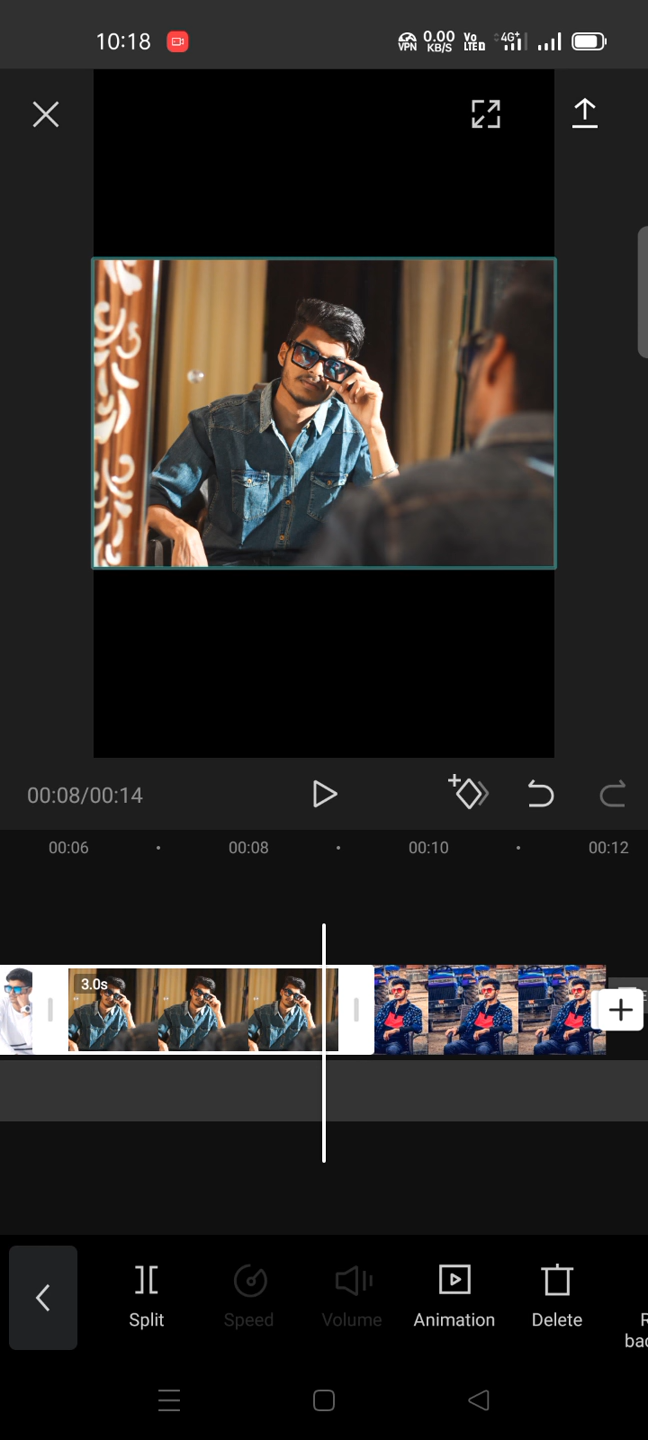 10:18
VPN 0.00 KB/S Vo LTE 4G+
00:08/00:14
00:06 00:08 00:10 00:12
3.0s
Split Speed Volume Animation Delete